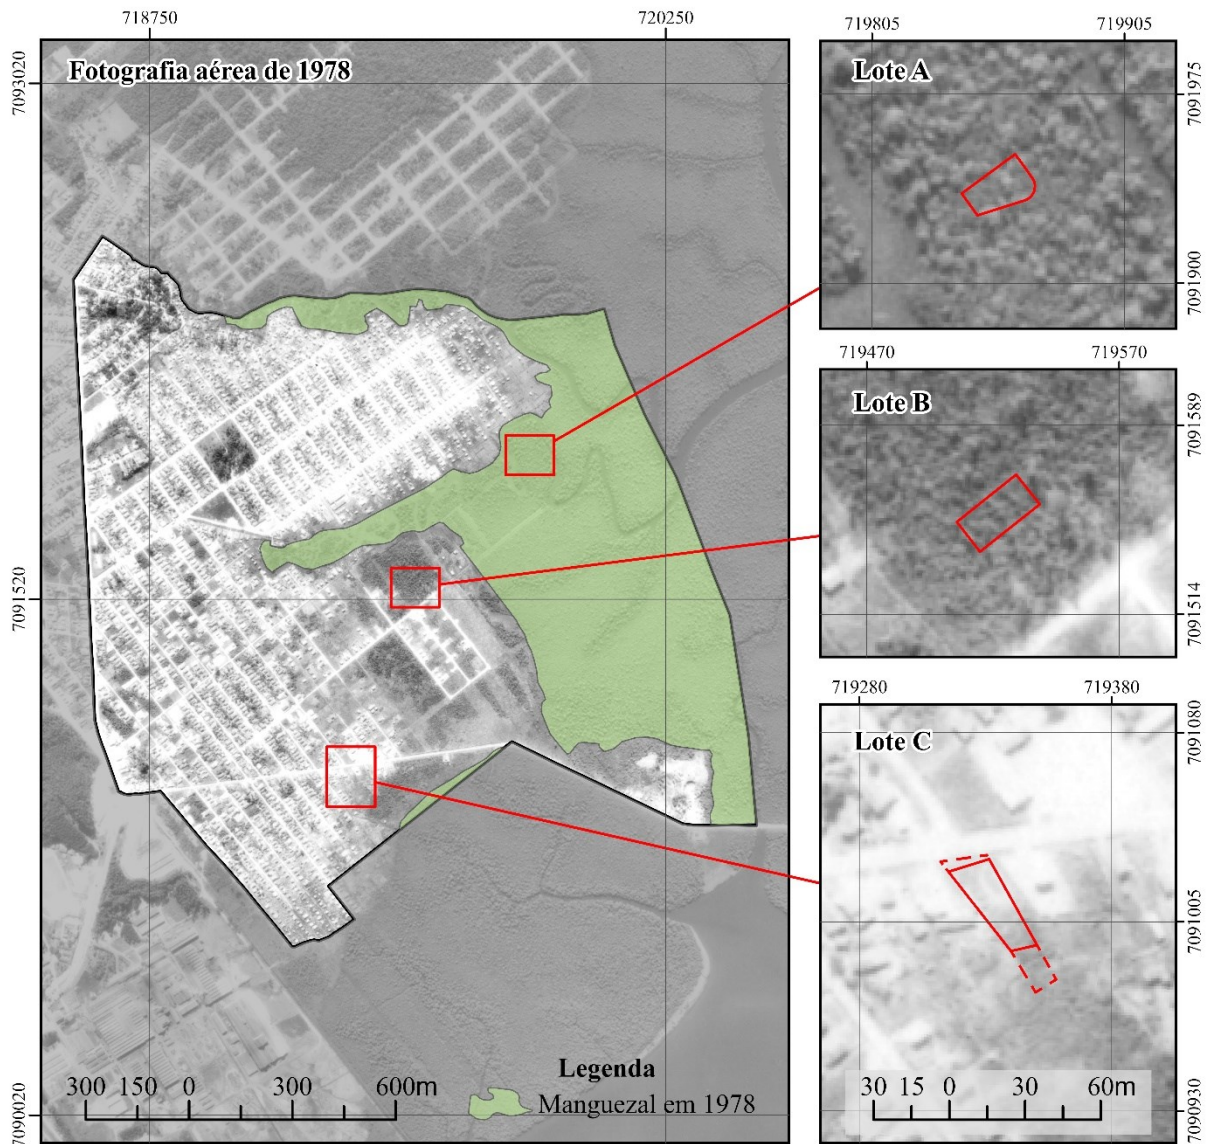 718750
720250
Fotografia aérea de 1978
7093020
7091520
7090020
300 150 0 300 600m
Legenda
Manguezal em 1978
719805
719905
Lote A
7091975
7091900
719470
719570
Lote B
7091589
7091514
719280
719380
Lote C
7091080
7091005
7090930
30 15 0 30 60m